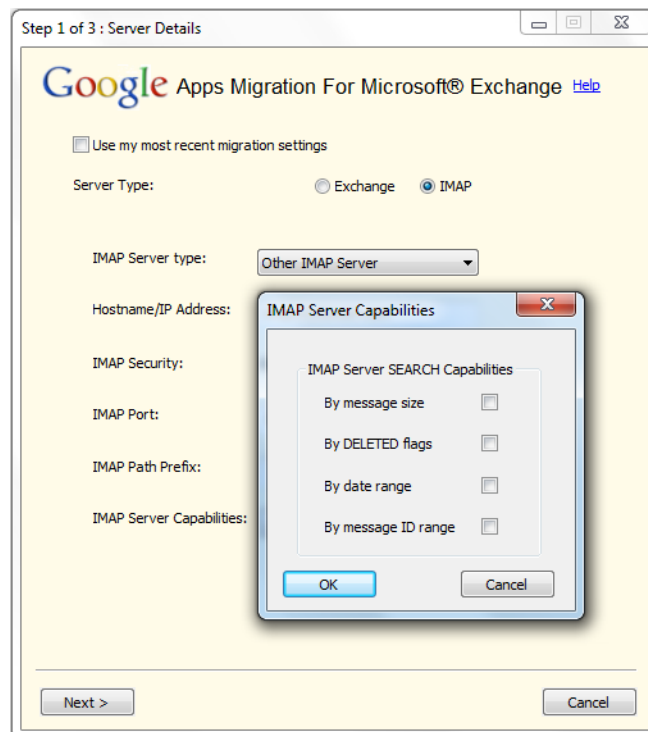 Step 1 of 3 : Server Details
Google Apps Migration For Microsoft® Exchange Help
Use my most recent migration settings
Server Type: Exchange IMAP
IMAP Server type: Other IMAP Server
Hostname/IP Address:
IMAP Security:
IMAP Port:
IMAP Path Prefix:
IMAP Server Capabilities:
IMAP Server Capabilities
IMAP Server SEARCH Capabilities
By message size
By DELETED flags
By date range
By message ID range
OK Cancel
Next > Cancel